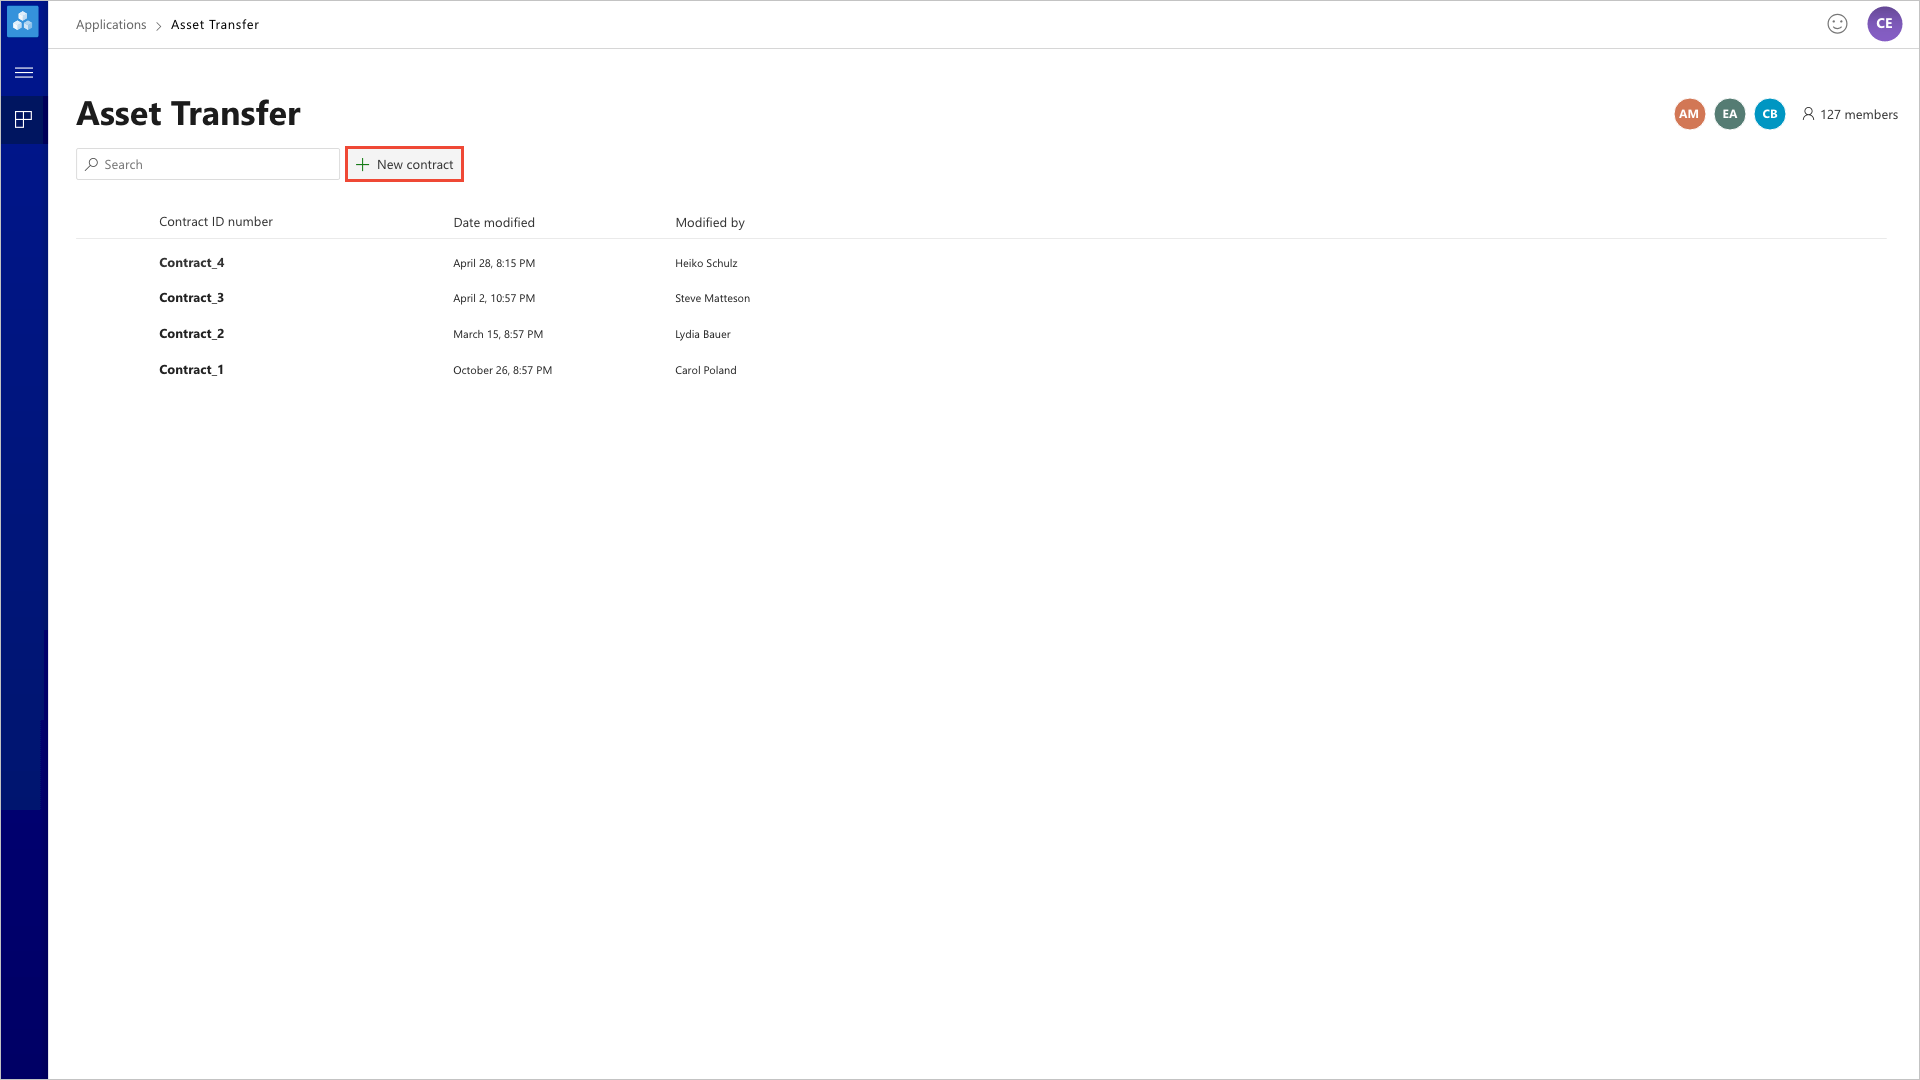 Applications > Asset Transfer
CE
Asset Transfer
AM EA CB 127 members
Search
New contract
Contract ID number Date modified Modified by
Contract_4 April 28, 8:15 PM Heiko Schulz
Contract_3 April 2, 10:57 PM Steve Matteson
Contract_2 March 15, 8:57 PM Lydia Bauer
Contract_1 October 26, 8:57 PM Carol Poland